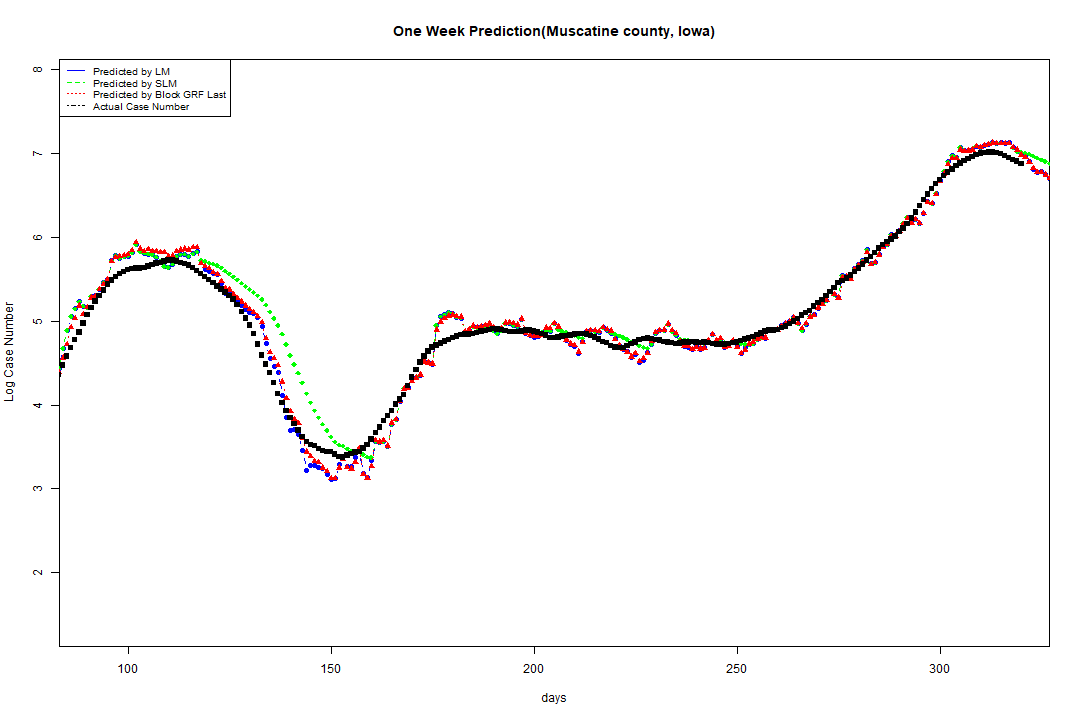 One Week Prediction(Muscatine county, Iowa)
Predicted by LM
Predicted by SLM
Predicted by Block GRF Last
Actual Case Number
8
7
6
5
4
3
2
Log Case Number
100 150 200 250 300
days